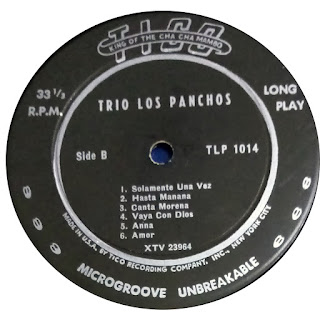 TICO
KING OF THE CHA CHA MAMBO
33 1/3
R.P.M.
LONG
PLAY
TRIO LOS PANCHOS
Side B
TLP 1014
1. Solamente Una Vez
2. Hasta Manana
3. Canta Morena
4. Vaya Con Dios
5. Anna
6. Amor
XTV 23964
MADE IN U.S.A. BY TICO RECORDING COMPANY, INC., NEW YORK CITY
MICROGROOVE UNBREAKABLE